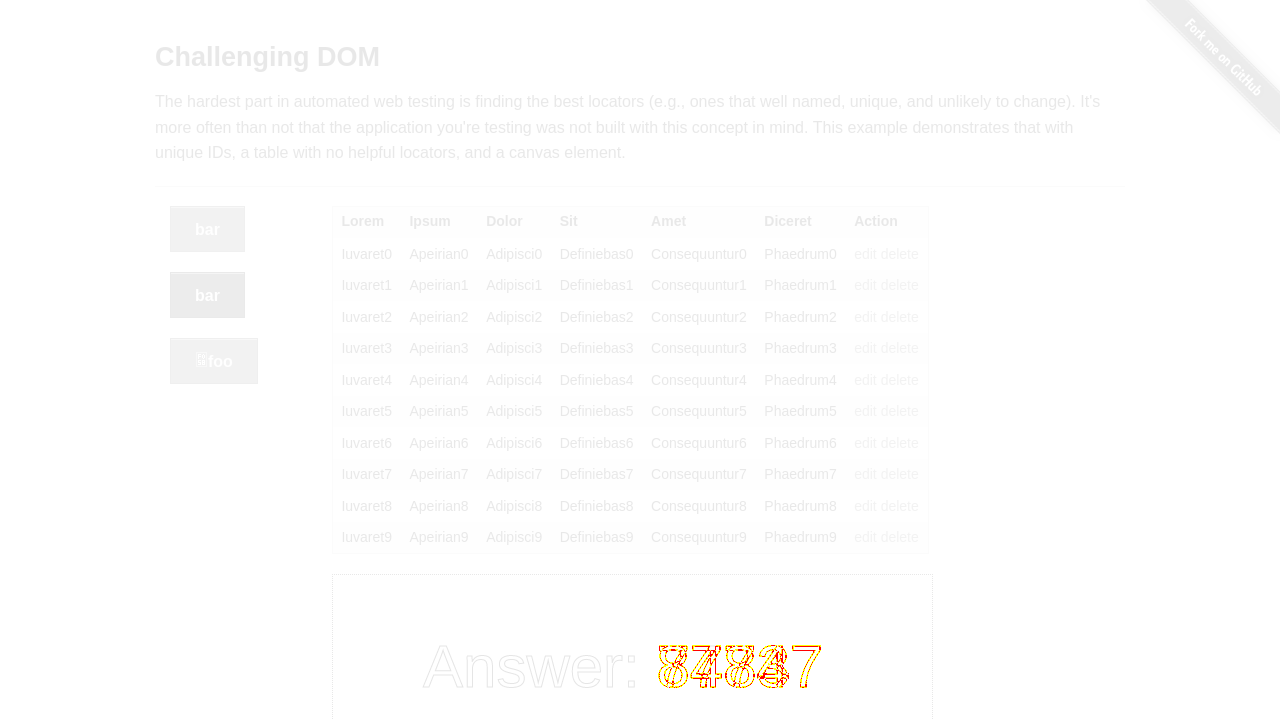 Fork me on GitHub
Challenging DOM
The hardest part in automated web testing is finding the best locators (e.g., ones that well named, unique, and unlikely to change). It's
more often than not that the application you're testing was not built with this concept in mind. This example demonstrates that with
unique IDs, a table with no helpful locators, and a canvas element.
bar
bar
foo
Lorem Ipsum Dolor Sit Amet Diceret Action
Iuvaret0 Apeirian0 Adipisci0 Definiebas0 Consequuntur0 Phaedrum0 edit delete
Iuvaret1 Apeirian1 Adipisci1 Definiebas1 Consequuntur1 Phaedrum1 edit delete
Iuvaret2 Apeirian2 Adipisci2 Definiebas2 Consequuntur2 Phaedrum2 edit delete
Iuvaret3 Apeirian3 Adipisci3 Definiebas3 Consequuntur3 Phaedrum3 edit delete
Iuvaret4 Apeirian4 Adipisci4 Definiebas4 Consequuntur4 Phaedrum4 edit delete
Iuvaret5 Apeirian5 Adipisci5 Definiebas5 Consequuntur5 Phaedrum5 edit delete
Iuvaret6 Apeirian6 Adipisci6 Definiebas6 Consequuntur6 Phaedrum6 edit delete
Iuvaret7 Apeirian7 Adipisci7 Definiebas7 Consequuntur7 Phaedrum7 edit delete
Iuvaret8 Apeirian8 Adipisci8 Definiebas8 Consequuntur8 Phaedrum8 edit delete
Iuvaret9 Apeirian9 Adipisci9 Definiebas9 Consequuntur9 Phaedrum9 edit delete
Answer: